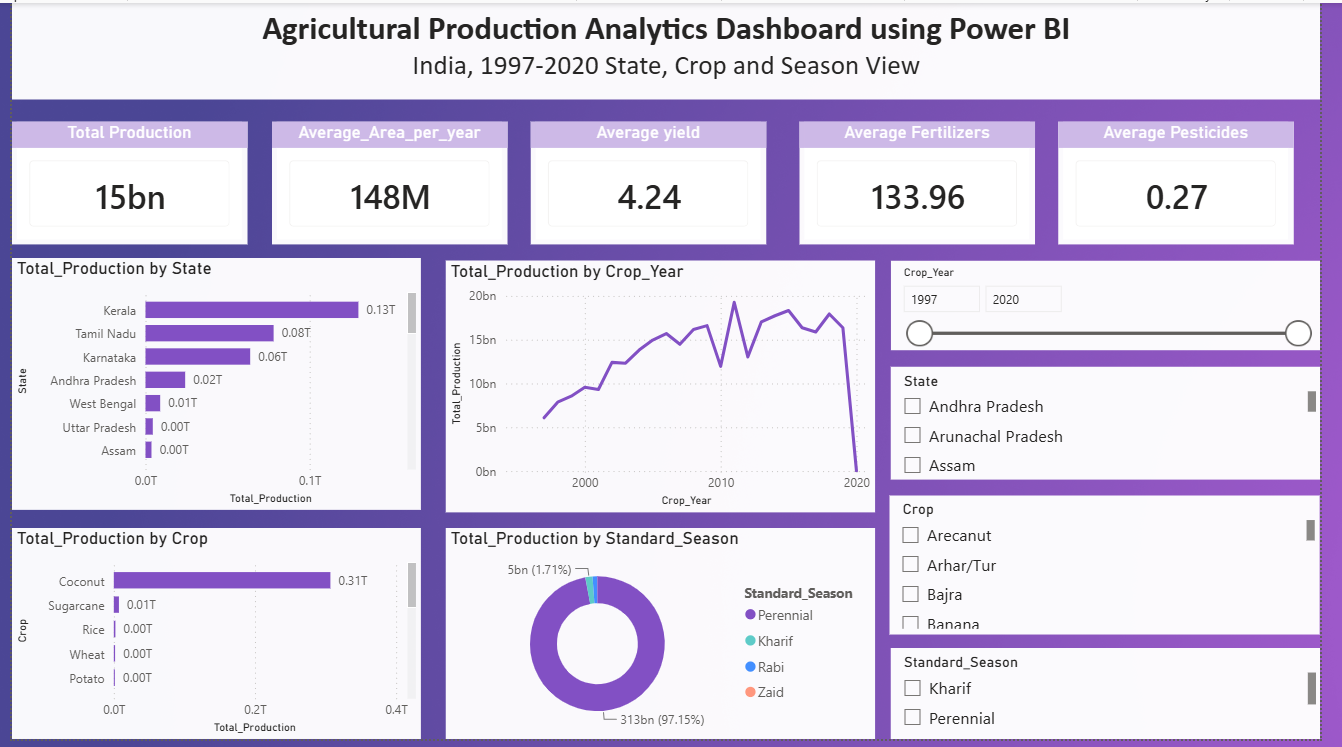 Agricultural Production Analytics Dashboard using Power BI
India, 1997-2020 State, Crop and Season View
Total Production
15bn
Average_Area_per_year
148M
Average yield
4.24
Average Fertilizers
133.96
Average Pesticides
0.27
Total_Production by State
State
Kerala 0.13T
Tamil Nadu 0.08T
Karnataka 0.06T
Andhra Pradesh 0.02T
West Bengal 0.01T
Uttar Pradesh 0.00T
Assam 0.00T
0.0T 0.1T
Total_Production
Total_Production by Crop_Year
Total_Production
20bn
15bn
10bn
5bn
0bn
2000 2010 2020
Crop_Year
Crop_Year
1997 2020
State
Andhra Pradesh
Arunachal Pradesh
Assam
Total_Production by Crop
Crop
Coconut 0.31T
Sugarcane 0.01T
Rice 0.00T
Wheat 0.00T
Potato 0.00T
0.0T 0.2T 0.4T
Total_Production
Total_Production by Standard_Season
5bn (1.71%)
313bn (97.15%)
Standard_Season
Perennial
Kharif
Rabi
Zaid
Crop
Arecanut
Arhar/Tur
Bajra
Banana
Standard_Season
Kharif
Perennial